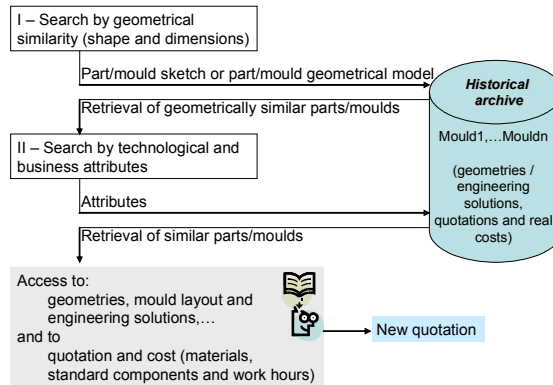 I – Search by geometrical
similarity (shape and dimensions)
Part/mould sketch or part/mould geometrical model
Retrieval of geometrically similar parts/moulds
Historical
archive
Mould1,...Mouldn
(geometries /
engineering
solutions,
quotations and real
costs)
II – Search by technological and
business attributes
Attributes
Retrieval of similar parts/moulds
Access to:
geometries, mould layout and
engineering solutions,...
and to
quotation and cost (materials,
standard components and work hours)
New quotation